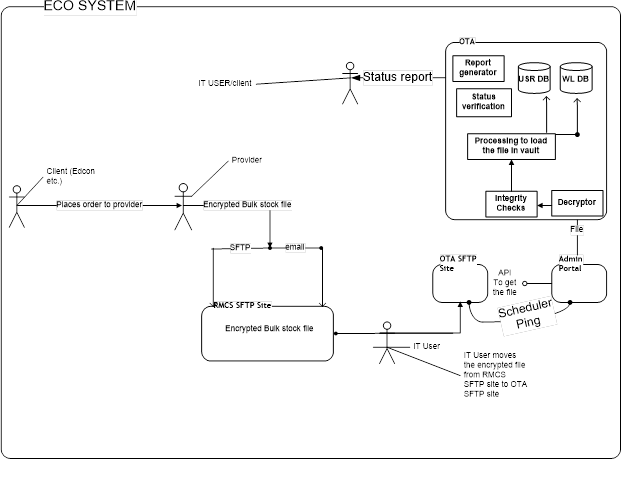 ECO SYSTEM
OTA
Report
generator
USR DB
WL DB
Status report
IT USER/client
Status
verification
Processing to load
the file in vault
Provider
Client (Edcon
etc.)
Places order to provider
Encrypted Bulk stock file
Integrity
Checks
Decryptor
File
SFTP
email
OTA SFTP
Site
API
To get
the file
Admin
Portal
Scheduler
Ping
RMCS SFTP Site
Encrypted Bulk stock file
IT User
IT User moves
the encrypted file
from RMCS
SFTP site to OTA
SFTP site